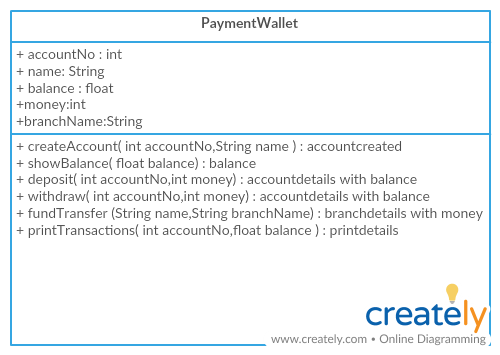 PaymentWallet
+ accountNo : int
+ name: String
+ balance : float
+money:int
+branchName:String
+ createAccount( int accountNo,String name ) : accountcreated
+ showBalance( float balance) : balance
+ deposit( int accountNo,int money) : accountdetails with balance
+ withdraw( int accountNo,int money) : accountdetails with balance
+ fundTransfer (String name,String branchName) : branchdetails with money
+ printTransactions( int accountNo,float balance ) : printdetails
creately
www.creately.com • Online Diagramming